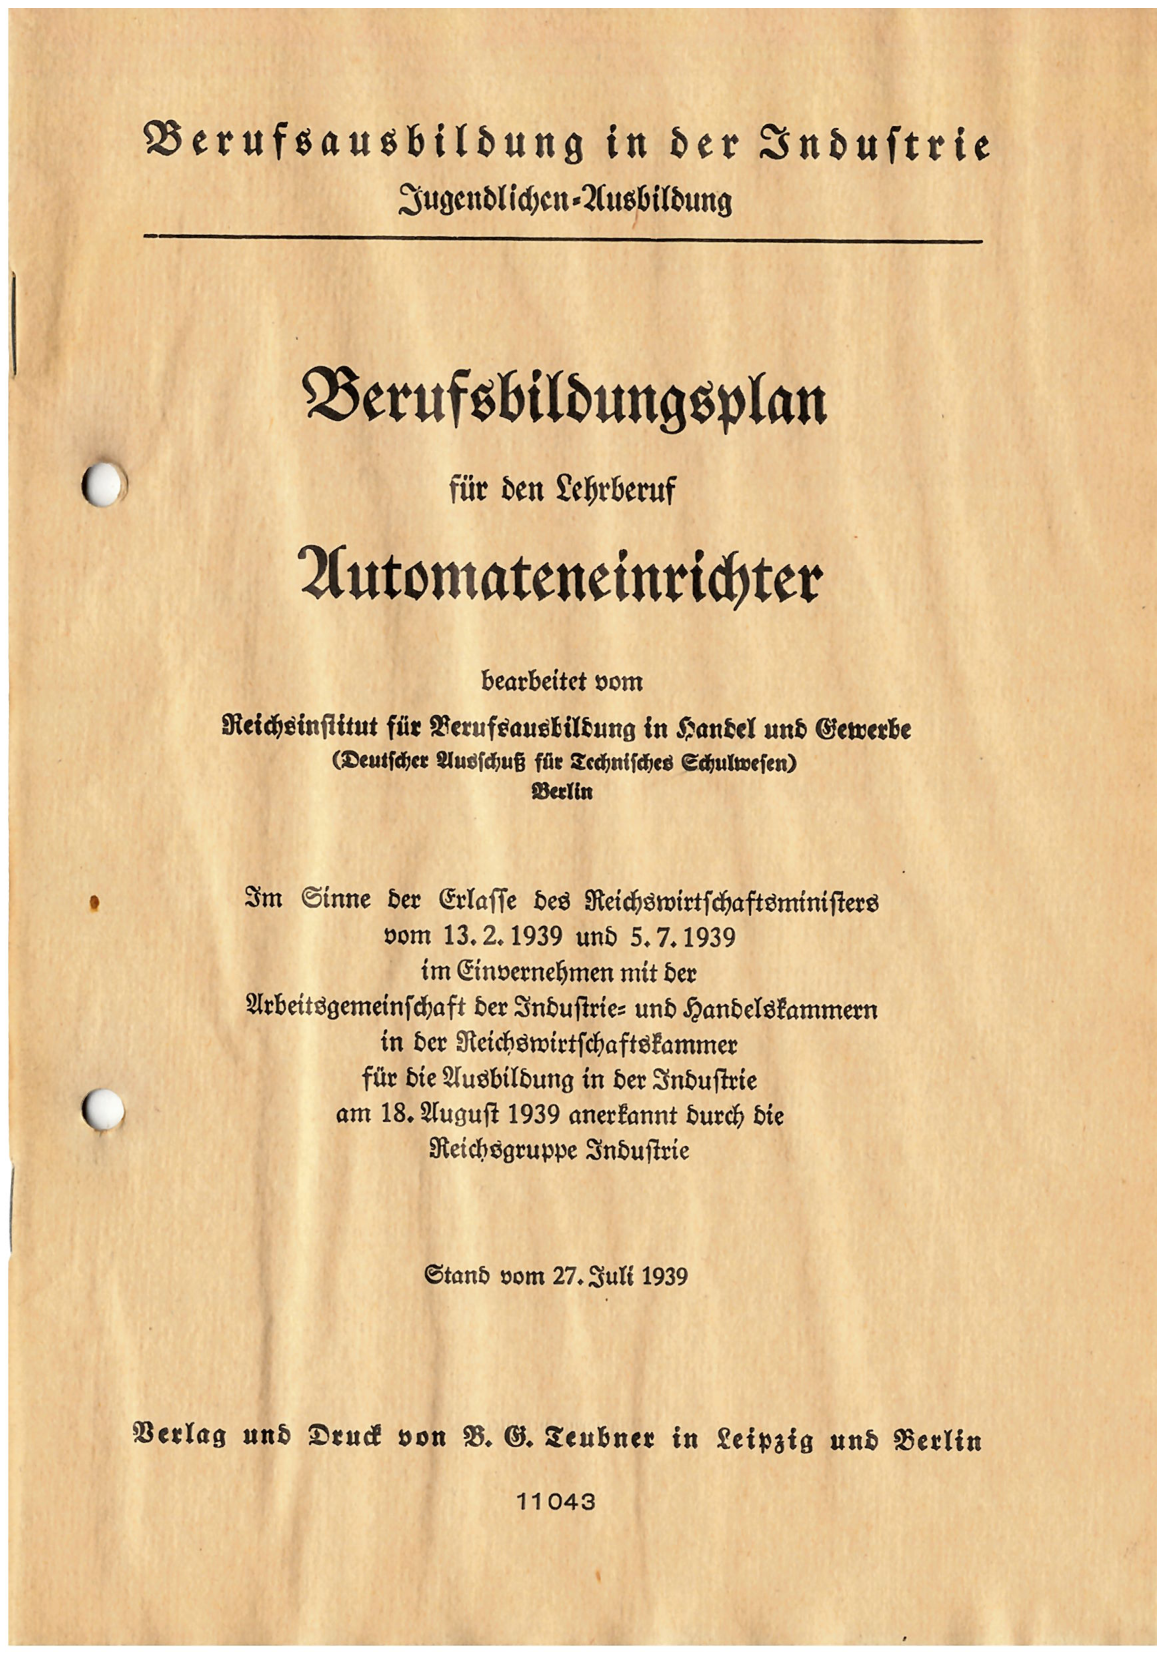 Berufsausbildung in der Industrie
Jugendlichen-Ausbildung
Berufsbildungsplan
für den Lehrberuf
Automateneinrichter
bearbeitet vom
Reichsinstitut für Berufsausbildung in Handel und Gewerbe
(Deutscher Ausschuß für Technisches Schulwesen)
Berlin
Im Sinne der Erlasse des Reichswirtschaftsministers
vom 13. 2. 1939 und 5. 7. 1939
im Einvernehmen mit der
Arbeitsgemeinschaft der Industrie- und Handelskammern
in der Reichswirtschaftskammer
für die Ausbildung in der Industrie
am 18. August 1939 anerkannt durch die
Reichsgruppe Industrie
Stand vom 27. Juli 1939
Verlag und Druck von B. G. Teubner in Leipzig und Berlin
11043